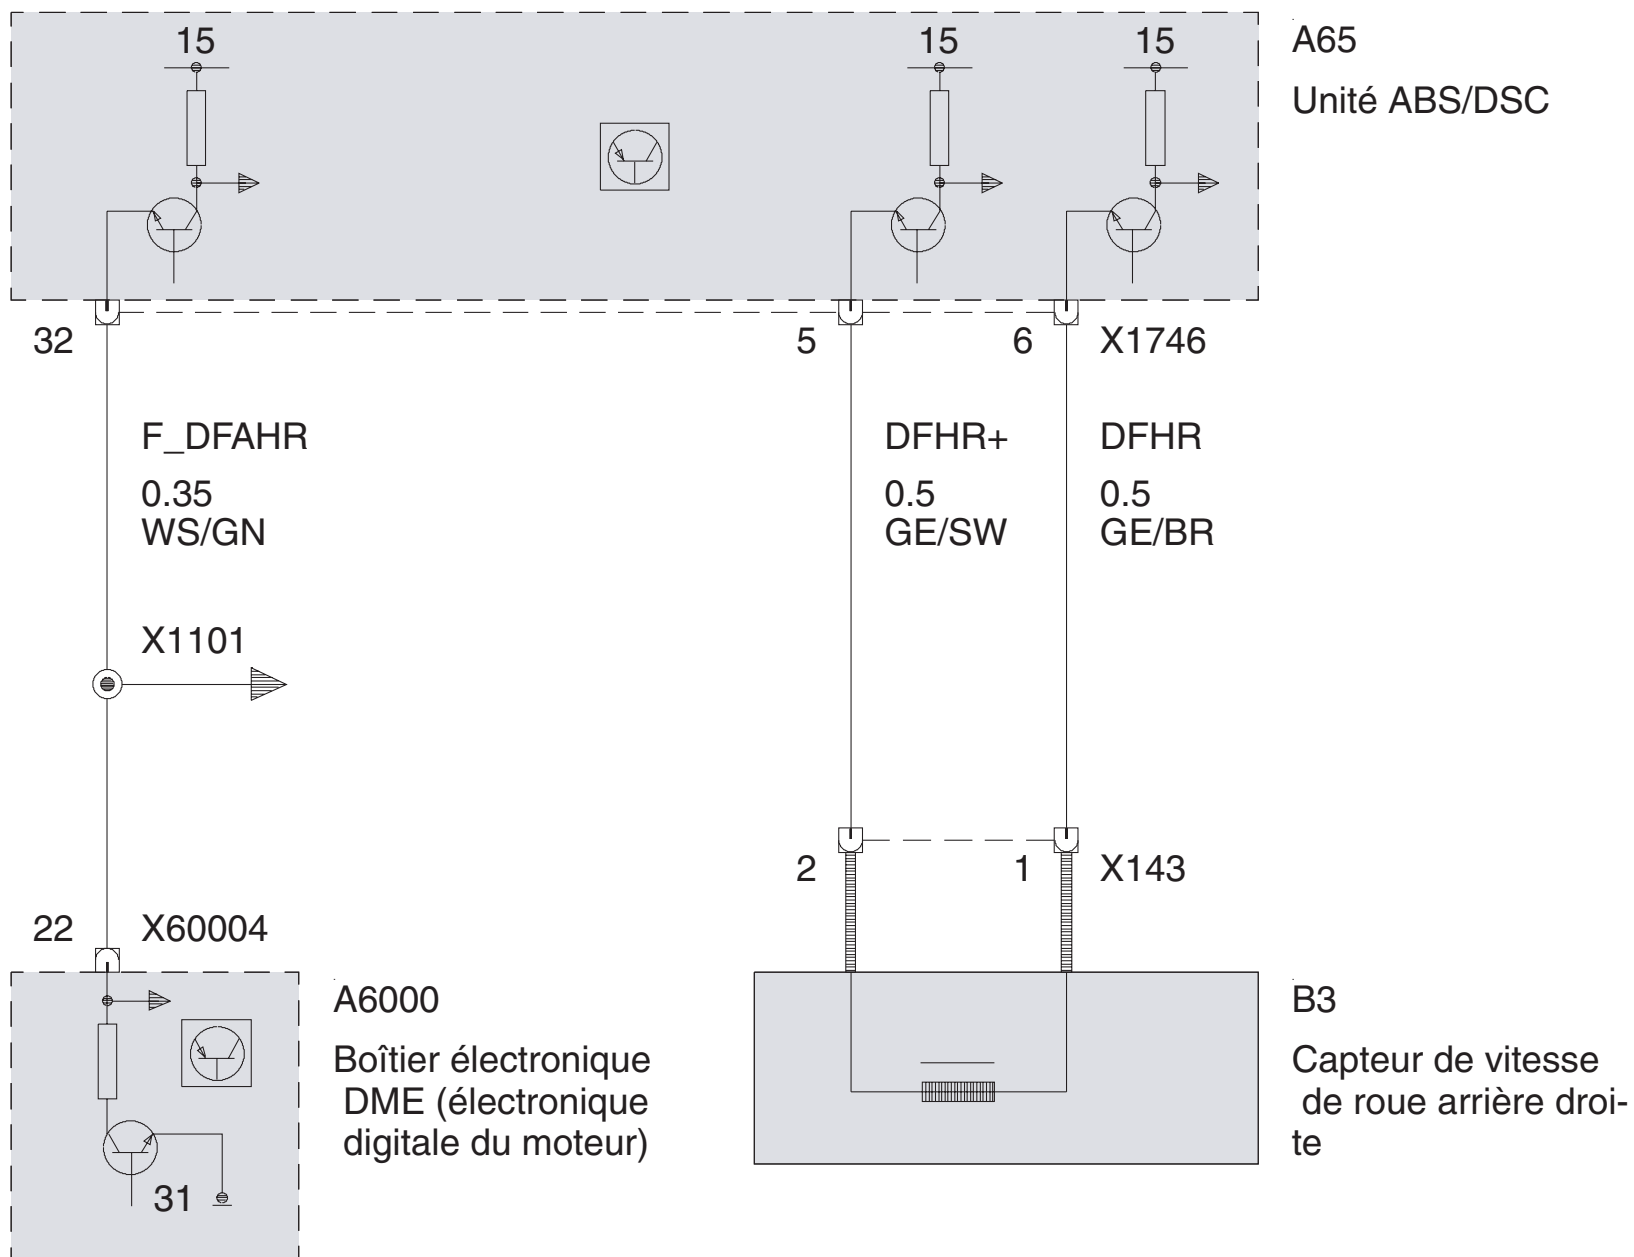 15
15
15
A65
Unité ABS/DSC
32
5
6
X1746
F_DFAHR
0.35
WS/GN
DFHR+
0.5
GE/SW
DFHR
0.5
GE/BR
X1101
2
1
X143
22
X60004
A6000
Boîtier électronique
DME (électronique
digitale du moteur)
31
B3
Capteur de vitesse
de roue arrière droi-
te